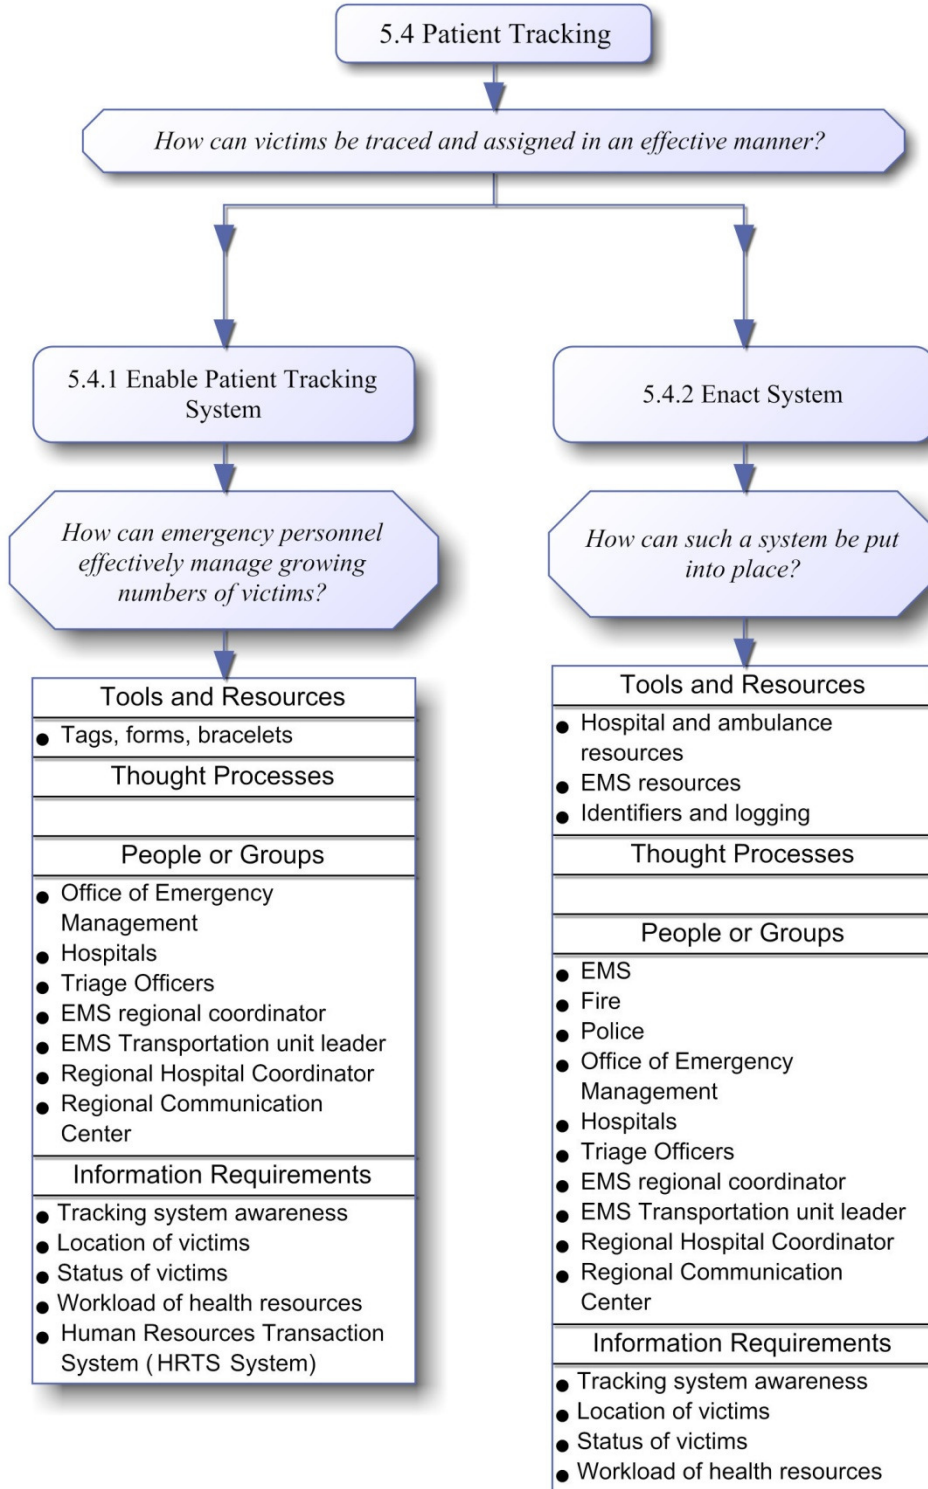 5.4 Patient Tracking
How can victims be traced and assigned in an effective manner?
5.4.1 Enable Patient Tracking
System
How can emergency personnel
effectively manage growing
numbers of victims?
Tools and Resources
● Tags, forms, bracelets
Thought Processes
People or Groups
● Office of Emergency
Management
● Hospitals
● Triage Officers
● EMS regional coordinator
● EMS Transportation unit leader
● Regional Hospital Coordinator
● Regional Communication
Center
Information Requirements
● Tracking system awareness
● Location of victims
● Status of victims
● Workload of health resources
● Human Resources Transaction
System (HRTS System)
5.4.2 Enact System
How can such a system be put
into place?
Tools and Resources
● Hospital and ambulance
resources
● EMS resources
● Identifiers and logging
Thought Processes
People or Groups
● EMS
● Fire
● Police
● Office of Emergency
Management
● Hospitals
● Triage Officers
● EMS regional coordinator
● EMS Transportation unit leader
● Regional Hospital Coordinator
● Regional Communication
Center
Information Requirements
● Tracking system awareness
● Location of victims
● Status of victims
● Workload of health resources